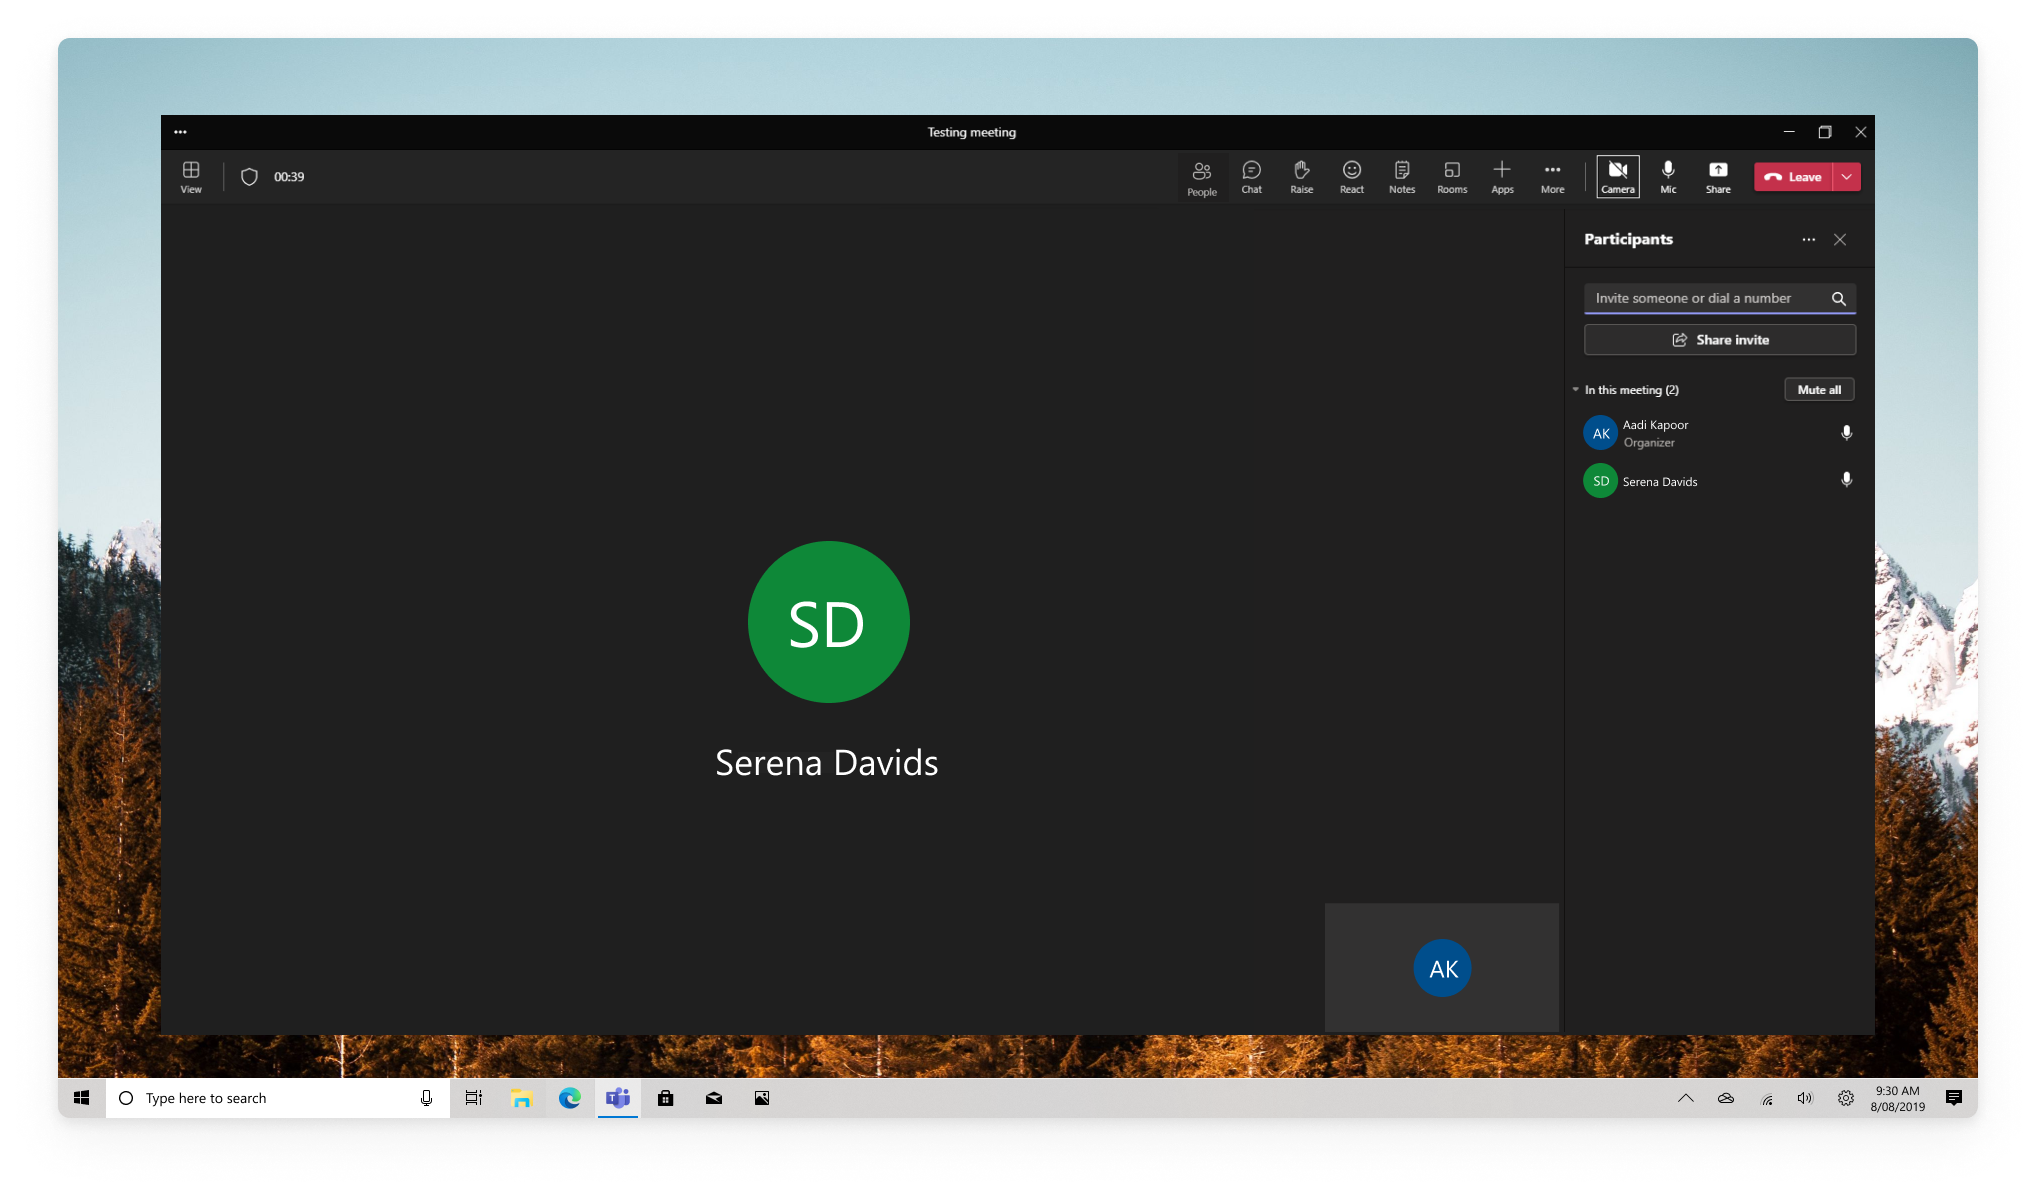 Testing meeting
View
00:39
People
Chat
Raise
React
Notes
Rooms
Apps
More
Camera
Mic
Share
Leave
Participants
Invite someone or dial a number
Share invite
In this meeting (2)
Mute all
AK
Aadi Kapoor
Organizer
SD
Serena Davids
SD
Serena Davids
AK
Type here to search
T
9:30 AM
8/08/2019